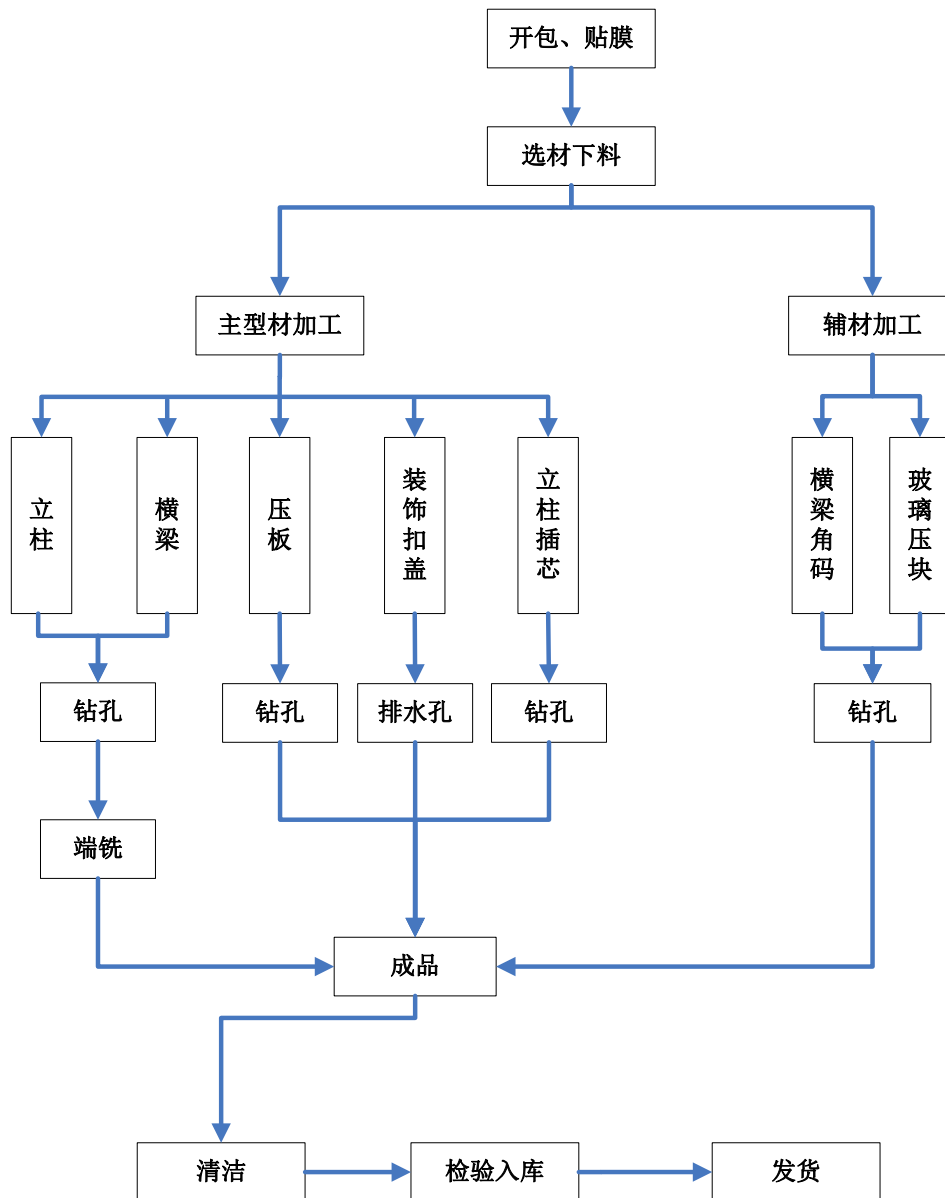 开包、贴膜
选材下料
主型材加工
辅材加工
立柱
横梁
压板
装饰扣盖
立柱插芯
横梁角码
玻璃压块
钻孔
钻孔
排水孔
钻孔
钻孔
端铣
成品
清洁
检验入库
发货